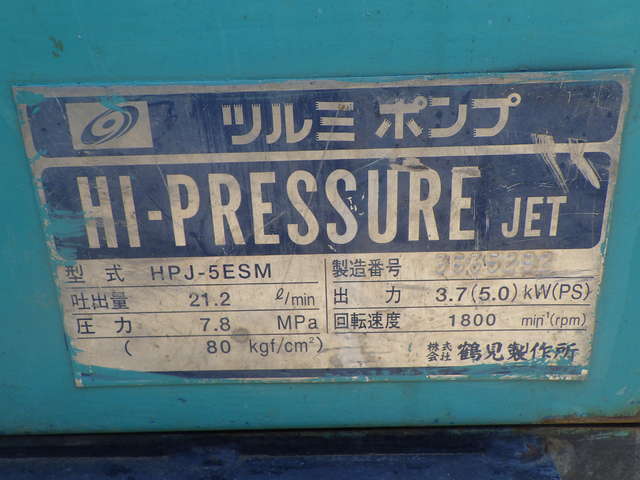 ツルミポンプ
HI-PRESSURE JET
型式 HPJ-5ESM 製造番号
吐出量 21.2 ℓ/min 出力 3.7(5.0) kW(PS)
圧力 7.8 MPa 回転速度 1800 min⁻¹(rpm)
( 80 kgf/cm²) 株式会社 鶴見製作所